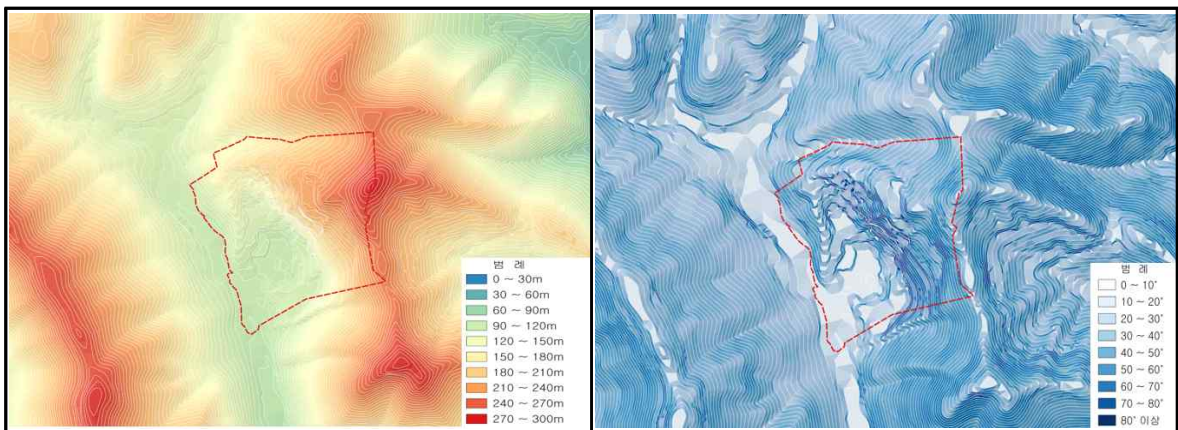 범 례
0 ~ 30m
30 ~ 60m
60 ~ 90m
90 ~ 120m
120 ~ 150m
150 ~ 180m
180 ~ 210m
210 ~ 240m
240 ~ 270m
270 ~ 300m
범 례
0 ~ 10°
10 ~ 20°
20 ~ 30°
30 ~ 40°
40 ~ 50°
50 ~ 60°
60 ~ 70°
70 ~ 80°
80° 이상